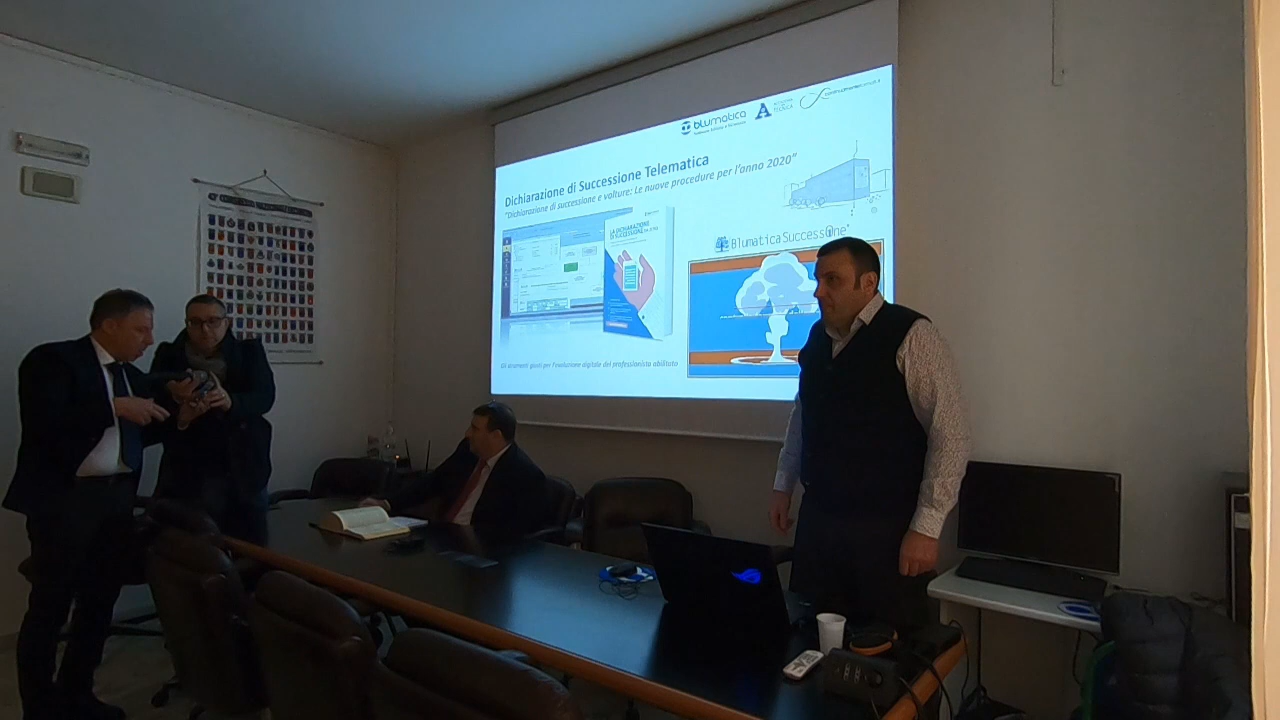 blumatica
Dichiarazione di Successione Telematica
"Dichiarazione di successione e volture: Le nuove procedure per l'anno 2020"
LA DICHIARAZIONE
DI SUCCESSIONE
Blumatica SuccessOne
Gli strumenti giusti per l'evoluzione digitale del professionista abilitato